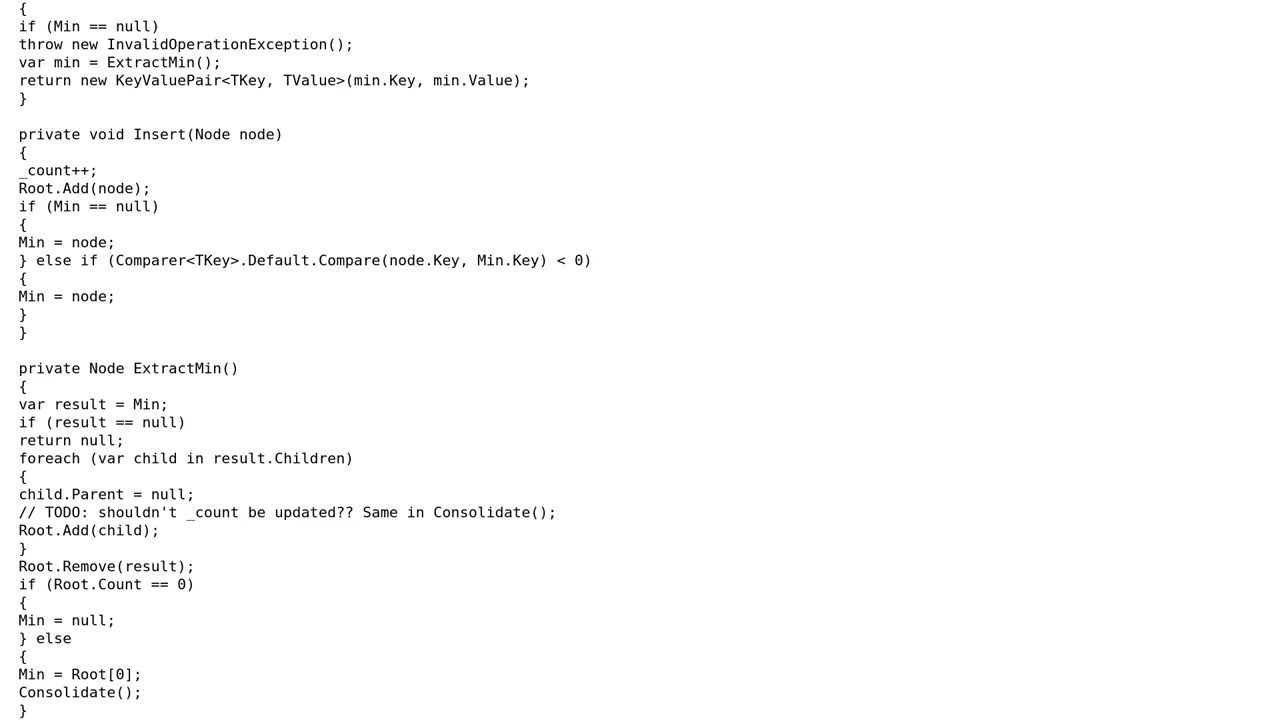 {
if (Min == null)
throw new InvalidOperationException();
var min = ExtractMin();
return new KeyValuePair<TKey, TValue>(min.Key, min.Value);
}

private void Insert(Node node)
{
_count++;
Root.Add(node);
if (Min == null)
{
Min = node;
} else if (Comparer<TKey>.Default.Compare(node.Key, Min.Key) < 0)
{
Min = node;
}
}

private Node ExtractMin()
{
var result = Min;
if (result == null)
return null;
foreach (var child in result.Children)
{
child.Parent = null;
// TODO: shouldn't _count be updated?? Same in Consolidate();
Root.Add(child);
}
Root.Remove(result);
if (Root.Count == 0)
{
Min = null;
} else
{
Min = Root[0];
Consolidate();
}